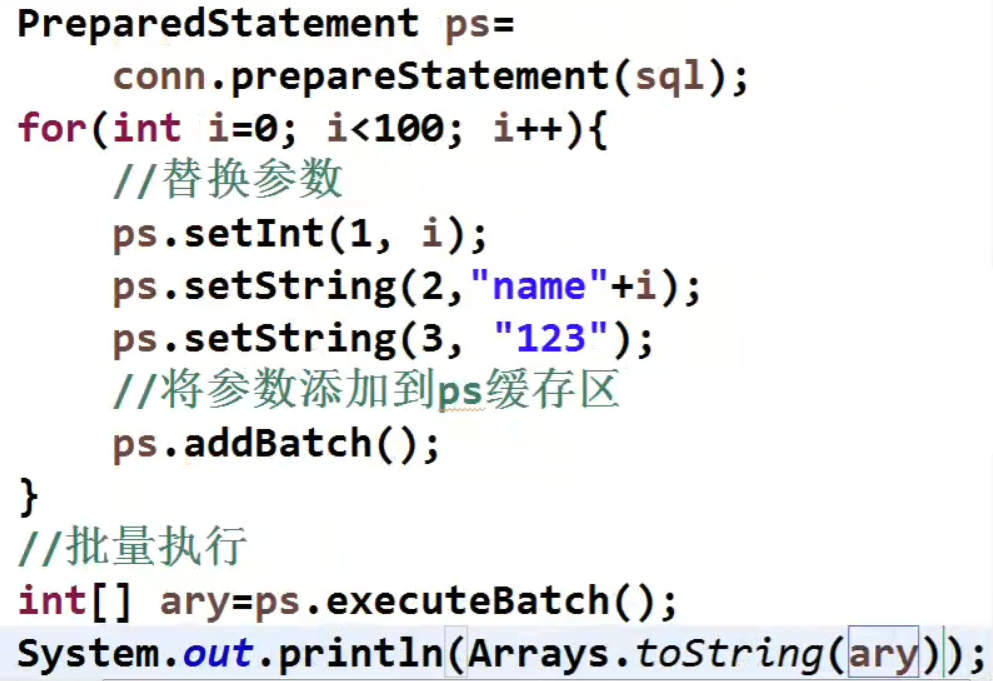 PreparedStatement ps=
conn.prepareStatement(sql);
for(int i=0; i<100; i++){
//替换参数
ps.setInt(1, i);
ps.setString(2,"name"+i);
ps.setString(3, "123");
//将参数添加到ps缓存区
ps.addBatch();
}
//批量执行
int[] ary=ps.executeBatch();
System.out.println(Arrays.toString(ary));